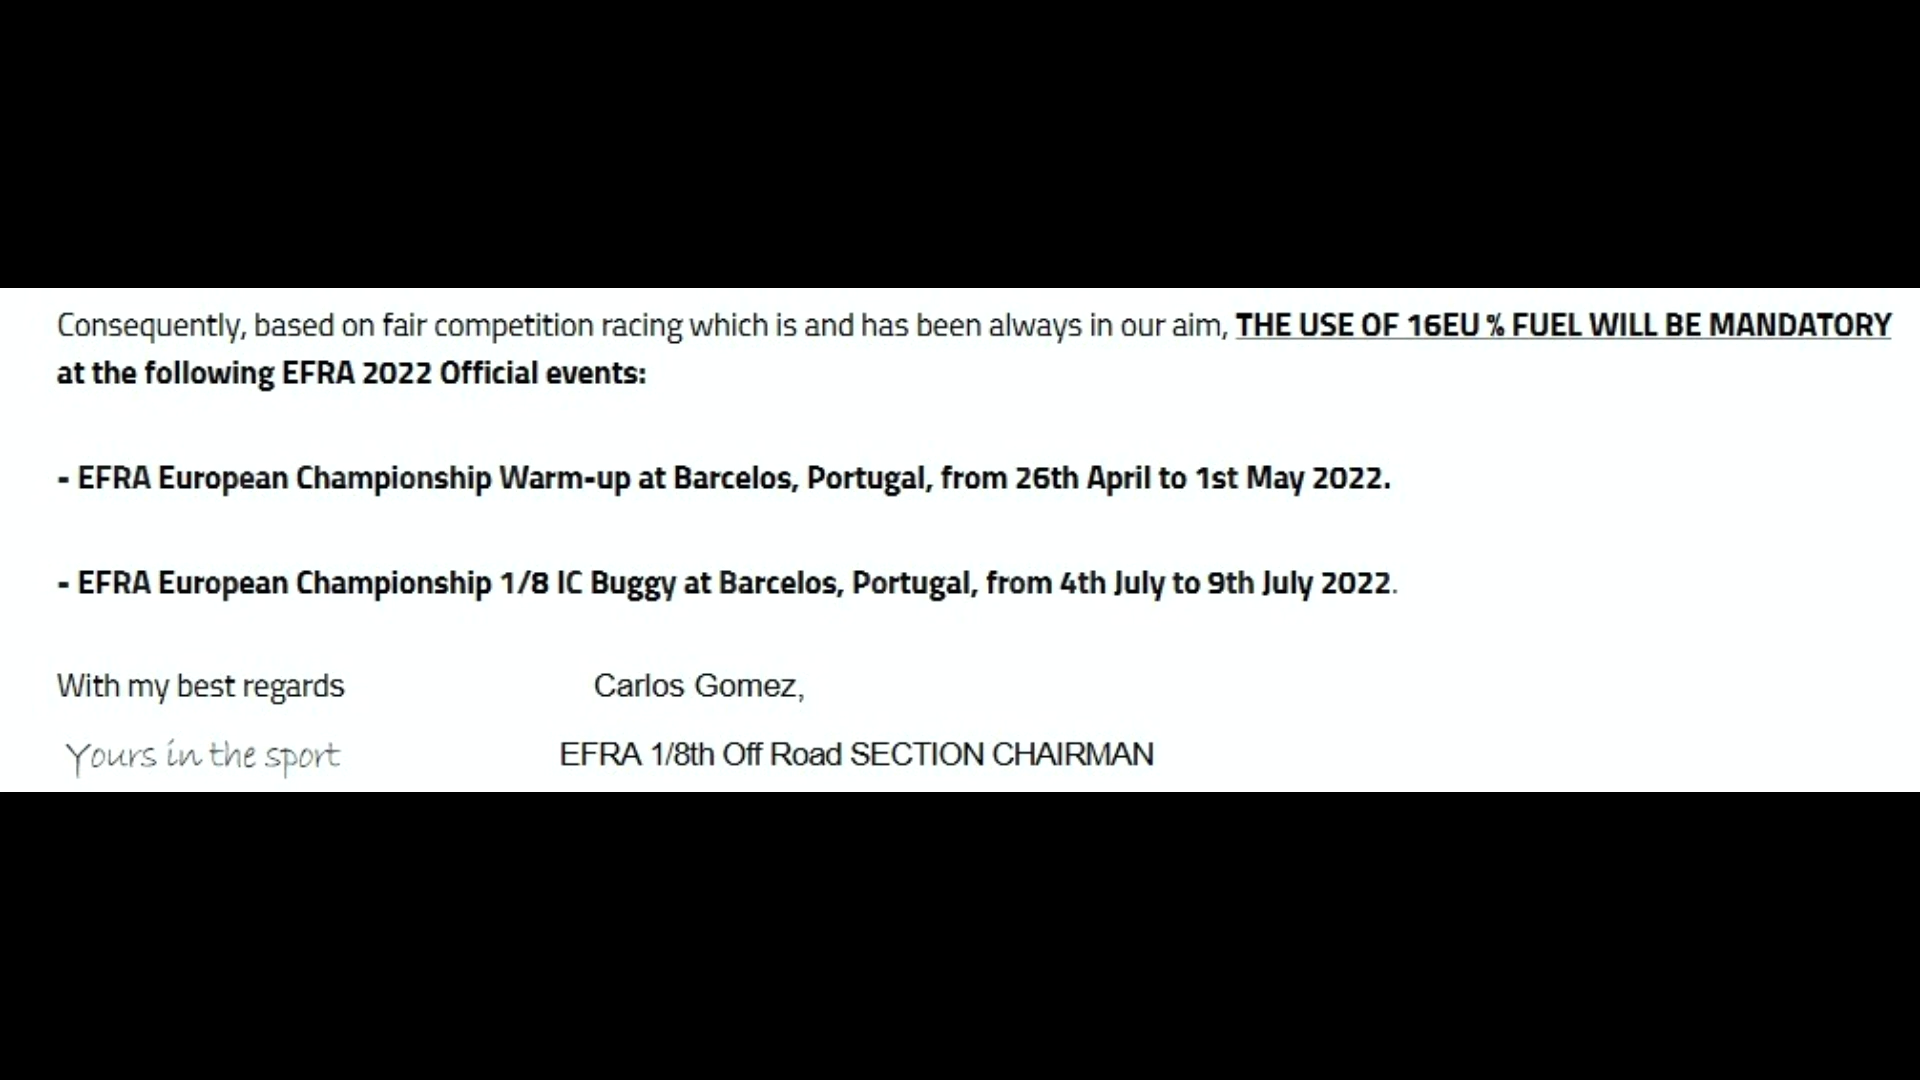 Consequently, based on fair competition racing which is and has been always in our aim, THE USE OF 16EU % FUEL WILL BE MANDATORY
at the following EFRA 2022 Official events:
- EFRA European Championship Warm-up at Barcelos, Portugal, from 26th April to 1st May 2022.
- EFRA European Championship 1/8 IC Buggy at Barcelos, Portugal, from 4th July to 9th July 2022.
With my best regards Carlos Gomez,
Yours in the sport EFRA 1/8th Off Road SECTION CHAIRMAN